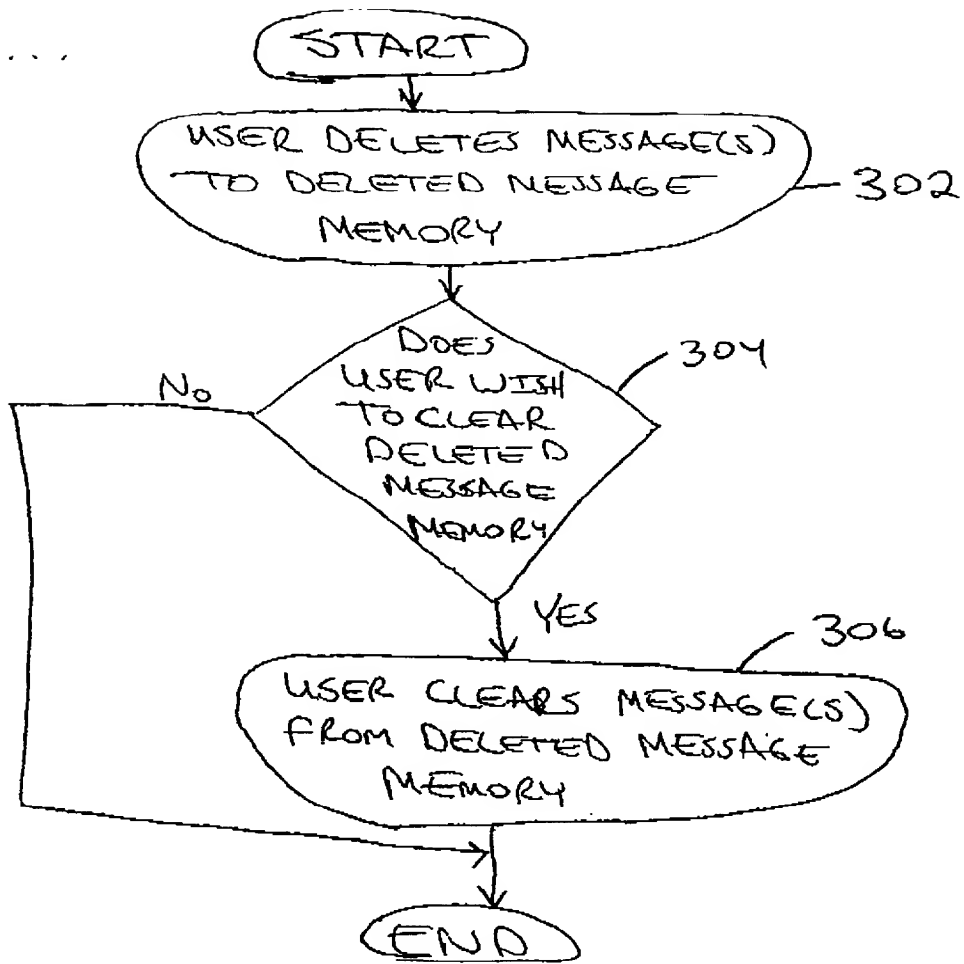 START
USER DELETES MESSAGE(S)
TO DELETED MESSAGE
MEMORY
302
DOES
USER WISH
TO CLEAR
DELETED
MESSAGE
MEMORY
304
No
YES
306
USER CLEARS MESSAGE(S)
FROM DELETED MESSAGE
MEMORY
END